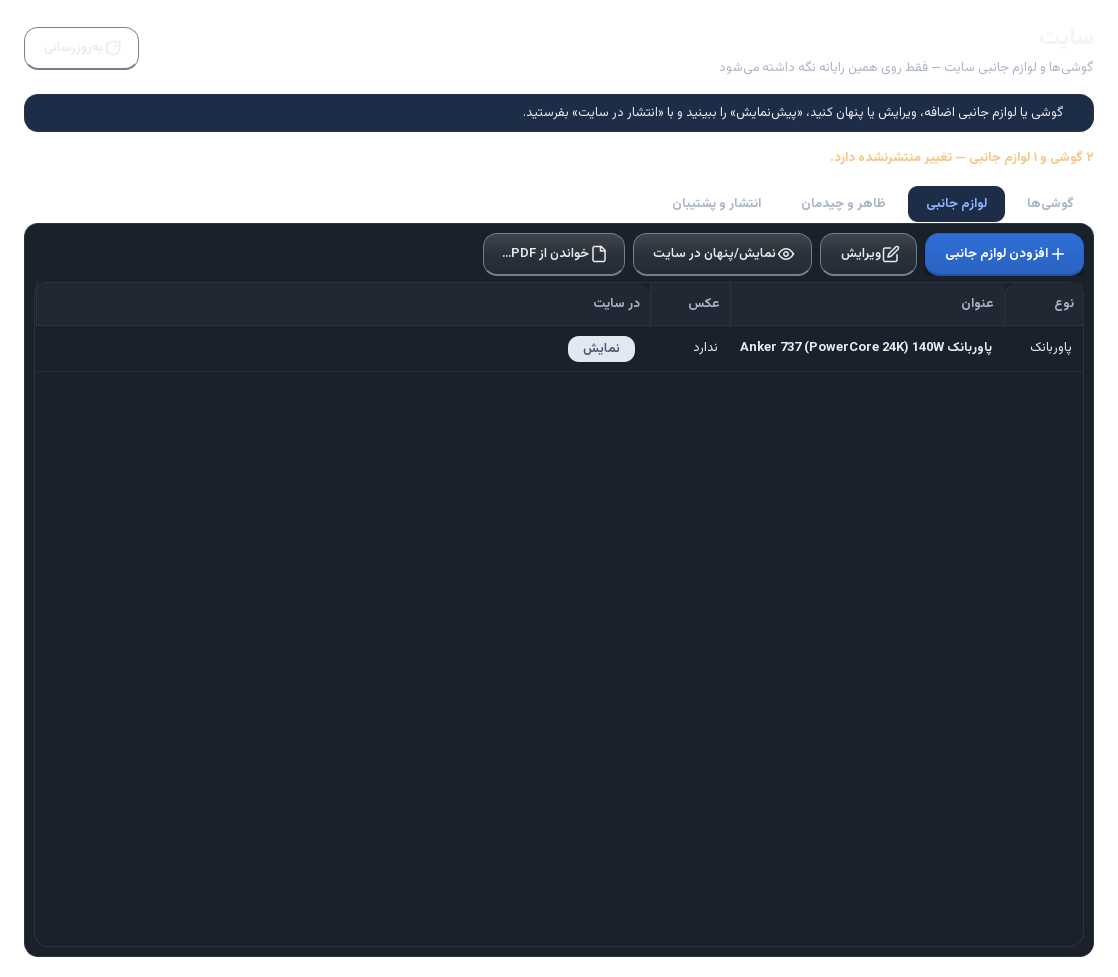 سایت
به‌روزرسانی
گوشی‌ها و لوازم جانبی سایت — فقط روی همین رایانه نگه داشته می‌شود
گوشی یا لوازم جانبی اضافه، ویرایش یا پنهان کنید، «پیش‌نمایش» را ببینید و با «انتشار در سایت» بفرستید.
۲ گوشی و ۱ لوازم جانبی — تغییر منتشرنشده دارد.
گوشی‌ها لوازم جانبی ظاهر و چیدمان انتشار و پشتیبان
افزودن لوازم جانبی ویرایش نمایش/پنهان در سایت خواندن از PDF…
نوع عنوان عکس در سایت
پاوربانک پاوربانک Anker 737 (PowerCore 24K) 140W ندارد نمایش